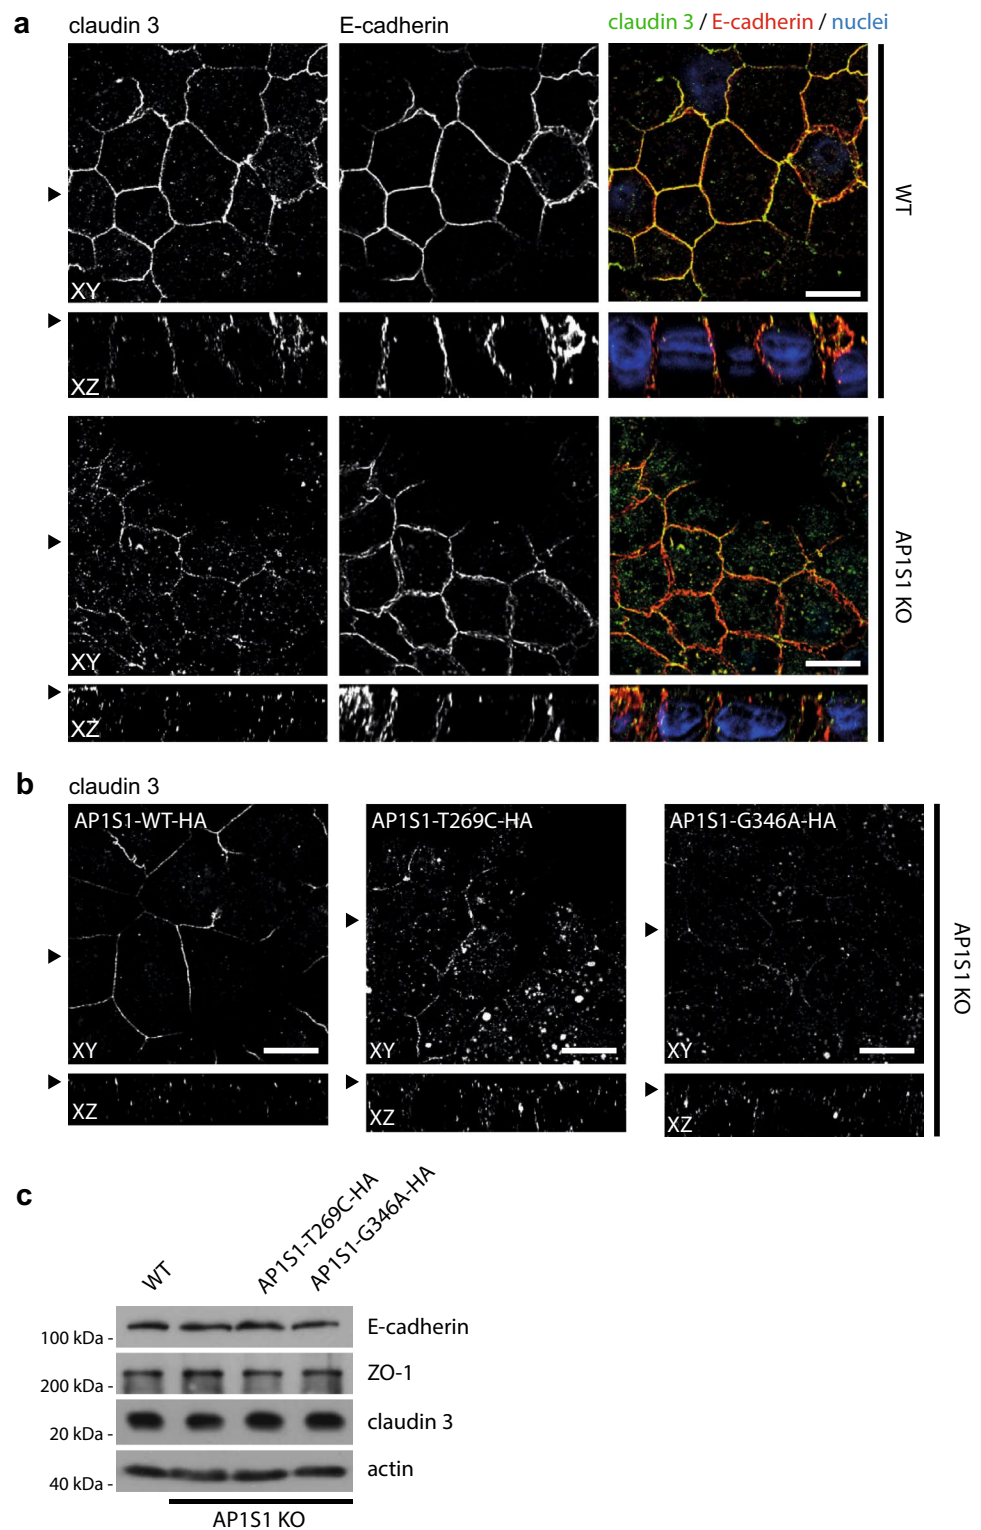 a
claudin 3
E-cadherin
claudin 3 / E-cadherin / nuclei
XY
WT
XZ
XY
AP1S1 KO
XZ
b
claudin 3
AP1S1-WT-HA
AP1S1-T269C-HA
AP1S1-G346A-HA
XY
XY
XY
AP1S1 KO
XZ
XZ
XZ
c
WT
AP1S1-T269C-HA
AP1S1-G346A-HA
100 kDa -
E-cadherin
200 kDa -
ZO-1
20 kDa -
claudin 3
40 kDa -
actin
AP1S1 KO